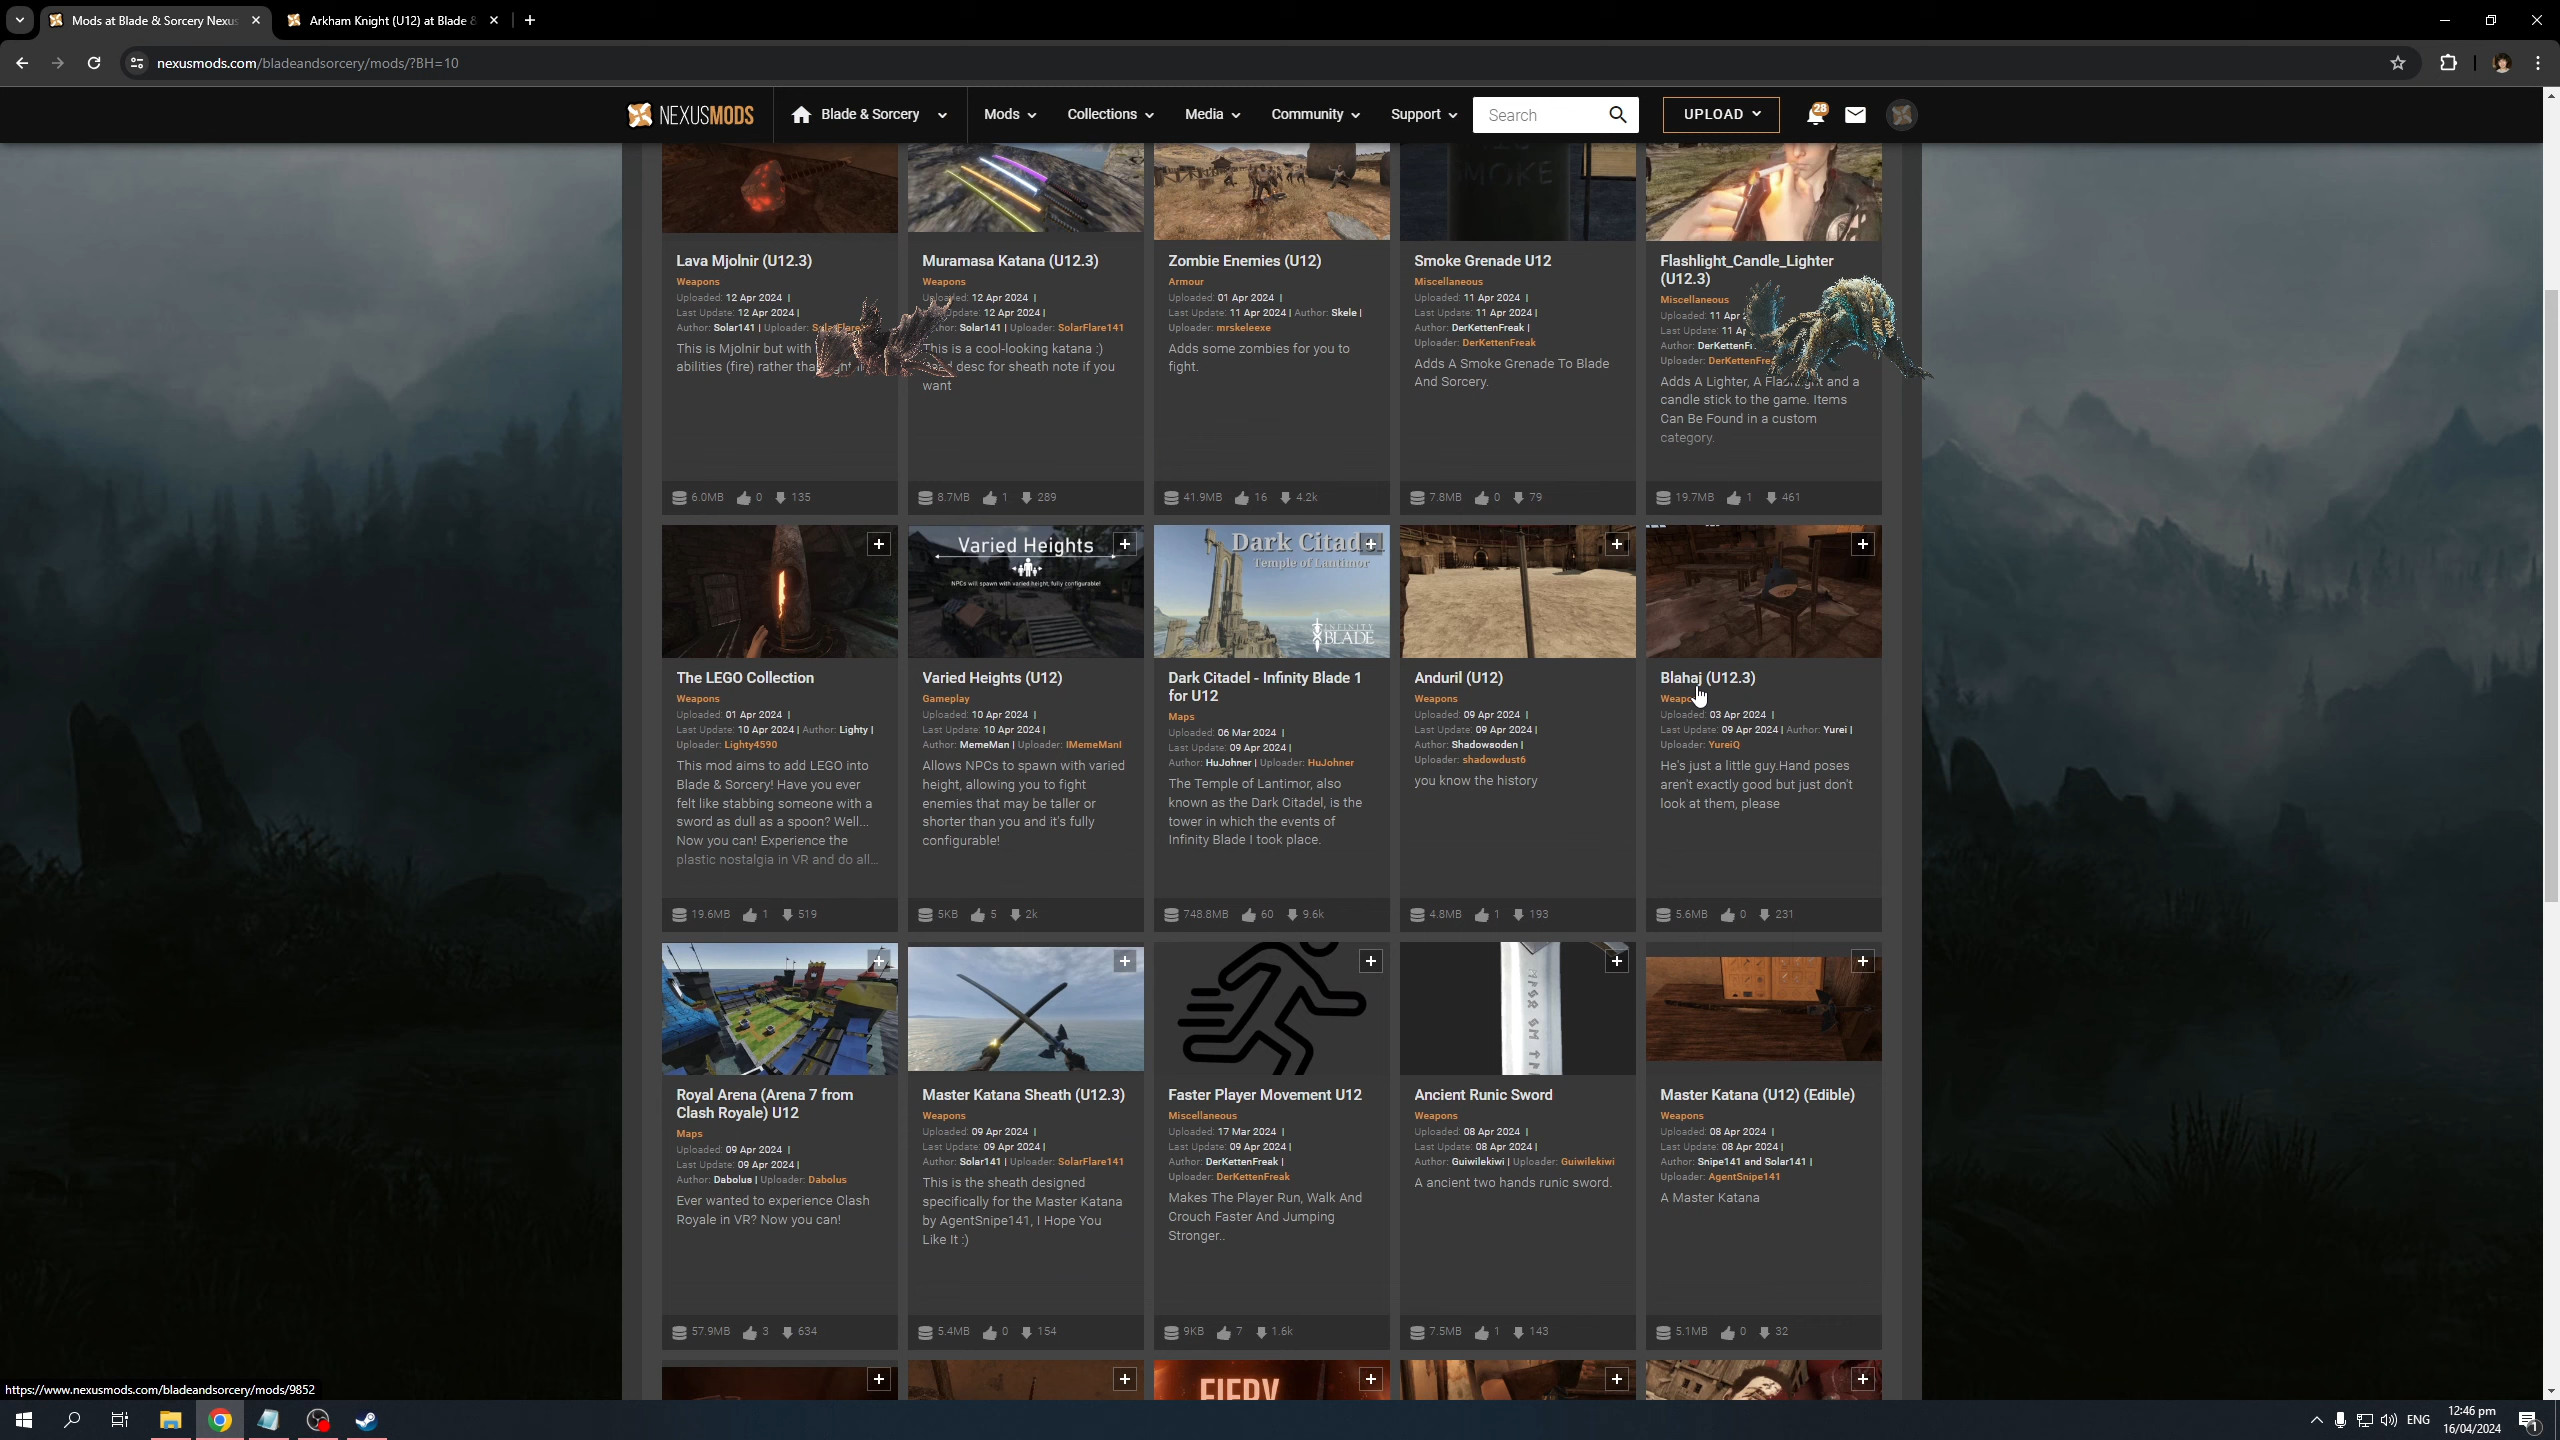 Mods at Blade & Sorcery Nexus
Arkham Knight (U12) at Blade &
nexusmods.com/bladeandsorcery/mods/?BH=10
NEXUSMODS
Blade & Sorcery
Mods
Collections
Media
Community
Support
Search
UPLOAD
28
SMOKE
Lava Mjolnir (U12.3)
Weapons
Uploaded: 12 Apr 2024 |
Last Update: 12 Apr 2024 |
Author: Solar141 | Uploader:
This is Mjolnir but with
abilities (fire) rather
6.0MB 0 135
Muramasa Katana (U12.3)
Weapons
12 Apr 2024 |
12 Apr 2024 |
Solar141 | Uploader: SolarFlare141
This is a cool-looking katana :)
desc for sheath note if you
want
8.7MB 1 289
Zombie Enemies (U12)
Armour
Uploaded: 01 Apr 2024 |
Last Update: 11 Apr 2024 | Author: Skele |
Uploader: mrskeleexe
Adds some zombies for you to
fight.
41.9MB 16 4.2k
Smoke Grenade U12
Miscellaneous
Uploaded: 11 Apr 2024 |
Last Update: 11 Apr 2024 |
Author: DerKettenFreak |
Uploader: DerKettenFreak
Adds A Smoke Grenade To Blade
And Sorcery.
7.8MB 0 79
Flashlight_Candle_Lighter
(U12.3)
Miscellaneous
Uploaded: 11 Apr
Last Update: 11
Author:
Uploader:
Adds A Lighter, A and a
candle stick to the game. Items
Can Be Found in a custom
category.
19.7MB 1 461
The LEGO Collection
Weapons
Uploaded: 01 Apr 2024 |
Last Update: 10 Apr 2024 | Author: Lighty |
Uploader: Lighty4590
This mod aims to add LEGO into
Blade & Sorcery! Have you ever
felt like stabbing someone with a
sword as dull as a spoon? Well...
Now you can! Experience the
plastic nostalgia in VR and do all...
19.6MB 1 519
Varied Heights
NPCs will spawn with varied height, fully configurable!
Varied Heights (U12)
Gameplay
Uploaded: 10 Apr 2024 |
Last Update: 10 Apr 2024 |
Author: MemeMan | Uploader: IMemeManI
Allows NPCs to spawn with varied
height, allowing you to fight
enemies that may be taller or
shorter than you and it's fully
configurable!
5KB 5 2k
Dark Citadel
Temple of Lantimor
INFINITY
BLADE
Dark Citadel - Infinity Blade 1
for U12
Maps
Uploaded: 06 Mar 2024 |
Last Update: 09 Apr 2024 |
Author: HuJohner | Uploader: HuJohner
The Temple of Lantimor, also
known as the Dark Citadel, is the
tower in which the events of
Infinity Blade I took place.
748.8MB 60 9.6k
Anduril (U12)
Weapons
Uploaded: 09 Apr 2024 |
Last Update: 09 Apr 2024 |
Author: Shadowsoden |
Uploader: shadowdust6
you know the history
4.8MB 1 193
Blahaj (U12.3)
Uploaded: 03 Apr 2024 |
Last Update: 09 Apr 2024 | Author: Yurei |
Uploader: YureiQ
He's just a little guy.Hand poses
aren't exactly good but just don't
look at them, please
5.6MB 0 231
Royal Arena (Arena 7 from
Clash Royale) U12
Maps
Uploaded: 09 Apr 2024 |
Last Update: 09 Apr 2024 |
Author: Dabolus | Uploader: Dabolus
Ever wanted to experience Clash
Royale in VR? Now you can!
57.9MB 3 634
Master Katana Sheath (U12.3)
Weapons
Uploaded: 09 Apr 2024 |
Last Update: 09 Apr 2024 |
Author: Solar141 | Uploader: SolarFlare141
This is the sheath designed
specifically for the Master Katana
by AgentSnipe141, I Hope You
Like It :)
5.4MB 0 154
Faster Player Movement U12
Miscellaneous
Uploaded: 17 Mar 2024 |
Last Update: 09 Apr 2024 |
Author: DerKettenFreak |
Uploader: DerKettenFreak
Makes The Player Run, Walk And
Crouch Faster And Jumping
Stronger..
9KB 7 1.6k
Ancient Runic Sword
Weapons
Uploaded: 08 Apr 2024 |
Last Update: 08 Apr 2024 |
Author: Guiwilekiwi | Uploader: Guiwilekiwi
A ancient two hands runic sword.
7.5MB 1 143
Master Katana (U12) (Edible)
Weapons
Uploaded: 08 Apr 2024 |
Last Update: 08 Apr 2024 |
Author: Snipe141 and Solar141 |
Uploader: AgentSnipe141
A Master Katana
5.1MB 0 32
FIERY
https://www.nexusmods.com/bladeandsorcery/mods/9852
ENG
12:46 pm
16/04/2024
1